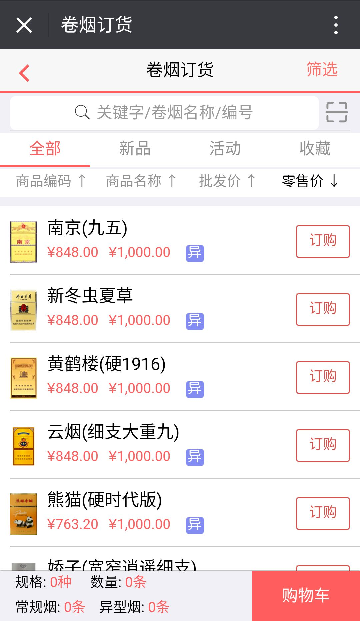 卷烟订货
卷烟订货 筛选
关键字/卷烟名称/编号
全部 新品 活动 收藏
商品编码 ↑ 商品名称 ↑ 批发价 ↑ 零售价 ↓
南京(九五)
¥848.00 ¥1,000.00 异 订购
新冬虫夏草
¥848.00 ¥1,000.00 异 订购
黄鹤楼(硬1916)
¥848.00 ¥1,000.00 异 订购
云烟(细支大重九)
¥848.00 ¥1,000.00 异 订购
熊猫(硬时代版)
¥763.20 ¥1,000.00 异 订购
娇子(宽窄逍遥细支)
规格: 0种 数量: 0条
常规烟: 0条 异型烟: 0条
购物车